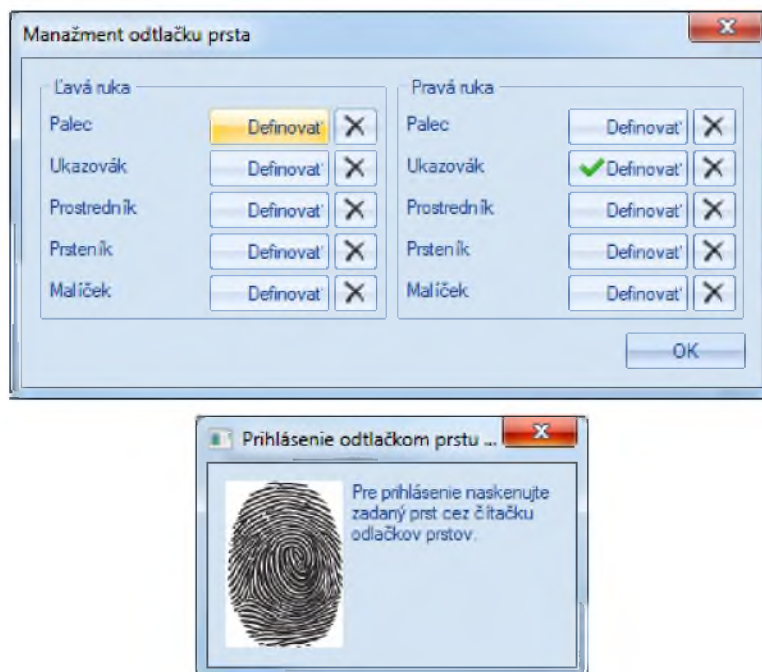 Manažment odtlačku prsta
Ľavá ruka
Palec Definovať
Ukazovák Definovať
Prostredník Definovať
Prsteník Definovať
Malíček Definovať
Pravá ruka
Palec Definovať
Ukazovák Definovať
Prostredník Definovať
Prsteník Definovať
Malíček Definovať
OK
Prihlásenie odtlačkom prstu ...
Pre prihlásenie naskenujte
zadaný prst cez čítačku
odlačkov prstov.